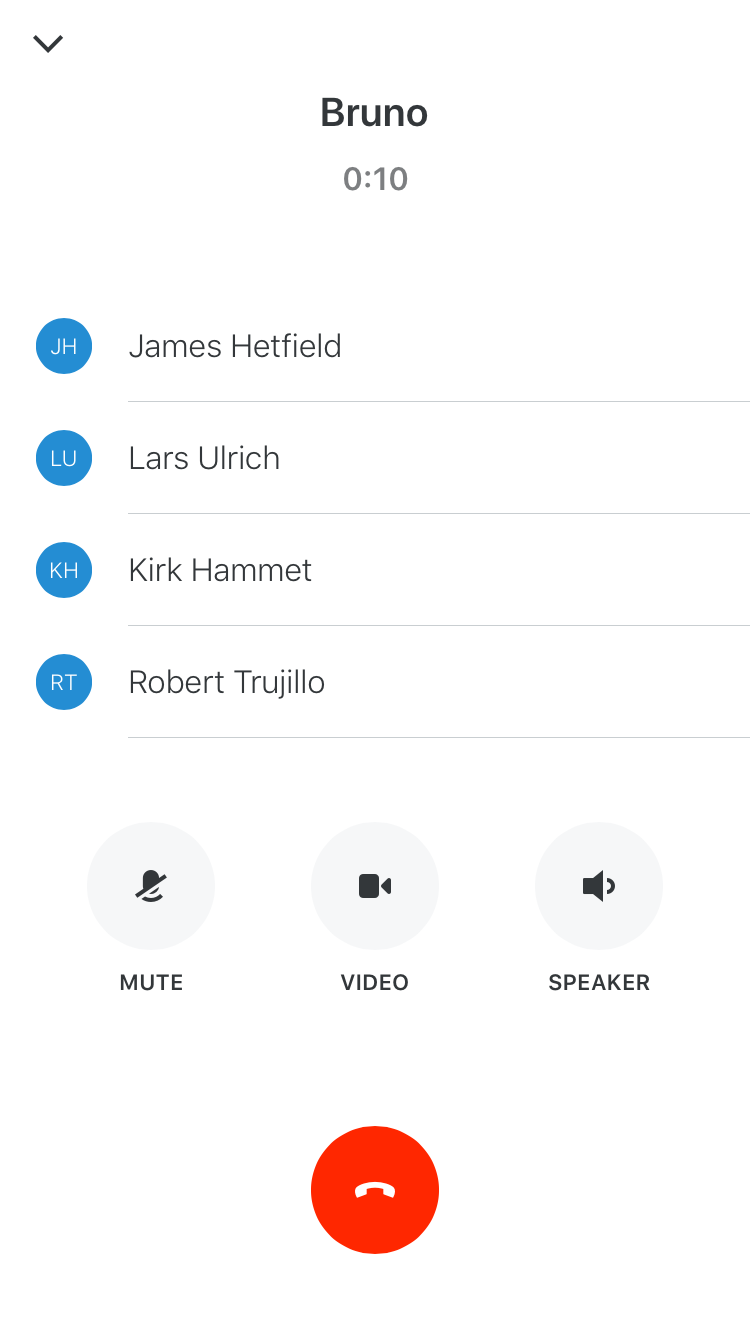 Bruno
0:10
JH James Hetfield
LU Lars Ulrich
KH Kirk Hammet
RT Robert Trujillo
MUTE VIDEO SPEAKER